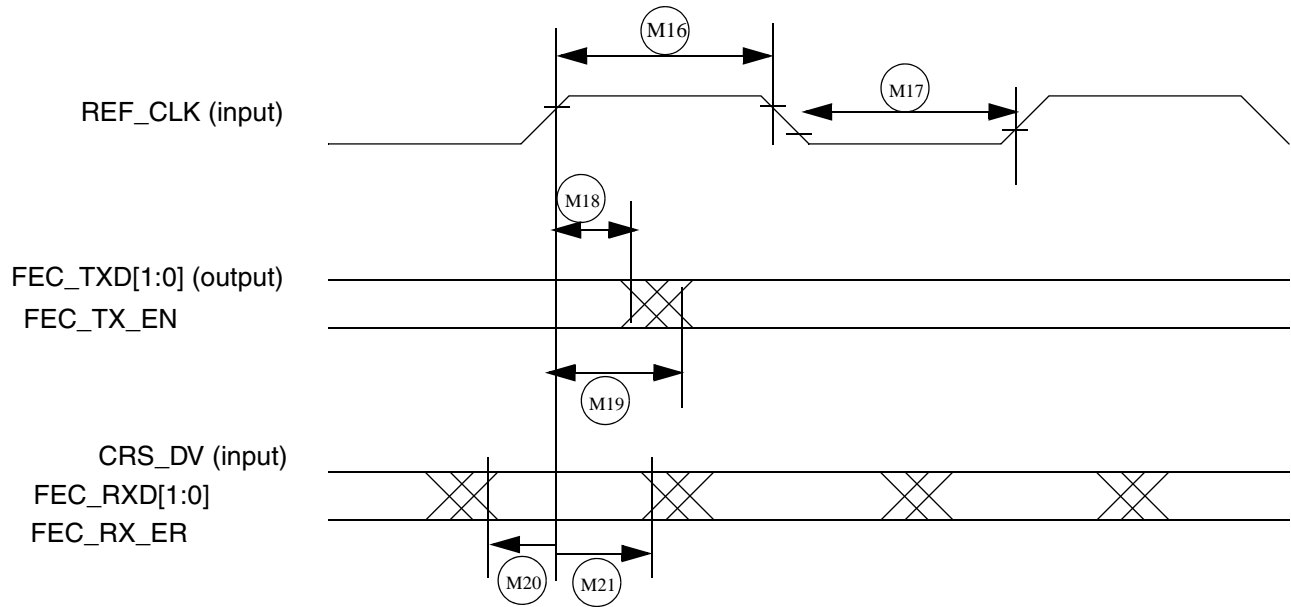 M16
M17
REF_CLK (input)
M18
FEC_TXD[1:0] (output)
FEC_TX_EN
M19
CRS_DV (input)
FEC_RXD[1:0]
FEC_RX_ER
M20
M21